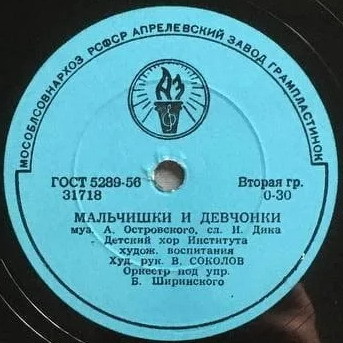 МОСОБЛСОВНАРХОЗ РСФСР АПРЕЛЕВСКИЙ ЗАВОД ГРАМПЛАСТИНОК
АЗ
ГОСТ 5289-56 Вторая гр.
31718 0-30
МАЛЬЧИШКИ И ДЕВЧОНКИ
муз. А. Островского, сл. И. Дика
Детский хор Института
худож. воспитания
Худ. рук. В. СОКОЛОВ
Оркестр под упр.
В. Ширинского